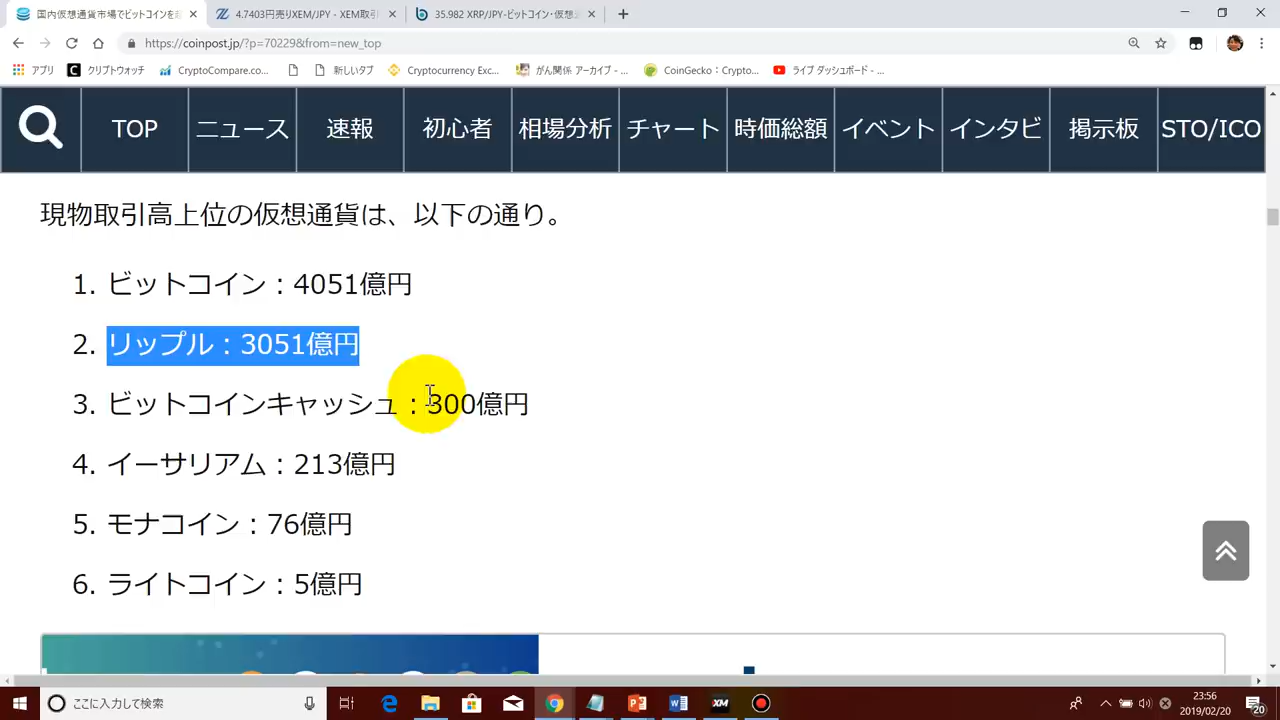 国内仮想通貨市場でビットコインを
4.7403円売りXEM/JPY - XEM取引
35.982 XRP/JPY-ビットコイン・仮想
https://coinpost.jp/?p=70229&from=new_top
アプリ
クリプトウォッチ
CryptoCompare.co...
新しいタブ
Cryptocurrency Exc...
がん関係 アーカイブ - ...
CoinGecko：Crypto...
ライブ ダッシュボード - ...
TOP
ニュース
速報
初心者
相場分析
チャート
時価総額
イベント
インタビ
掲示板
STO/ICO
現物取引高上位の仮想通貨は、以下の通り。
1. ビットコイン：4051億円
2. リップル：3051億円
3. ビットコインキャッシュ：300億円
4. イーサリアム：213億円
5. モナコイン：76億円
6. ライトコイン：5億円
ここに入力して検索
XM
23:56
2019/02/20
20